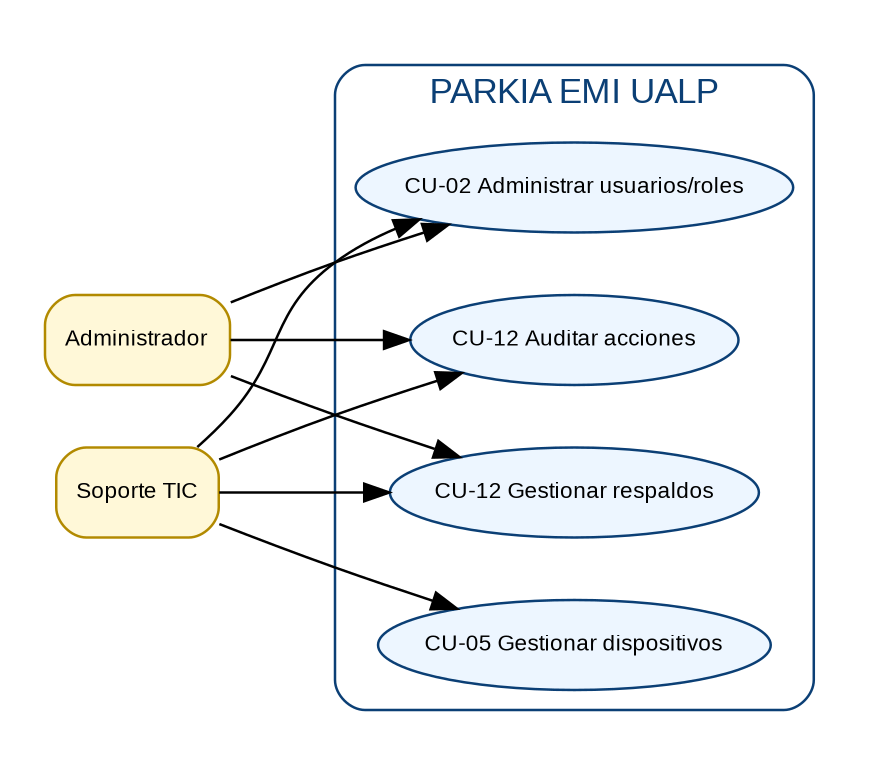 PARKIA EMI UALP
CU-02 Administrar usuarios/roles
Administrador
CU-12 Auditar acciones
Soporte TIC
CU-12 Gestionar respaldos
CU-05 Gestionar dispositivos